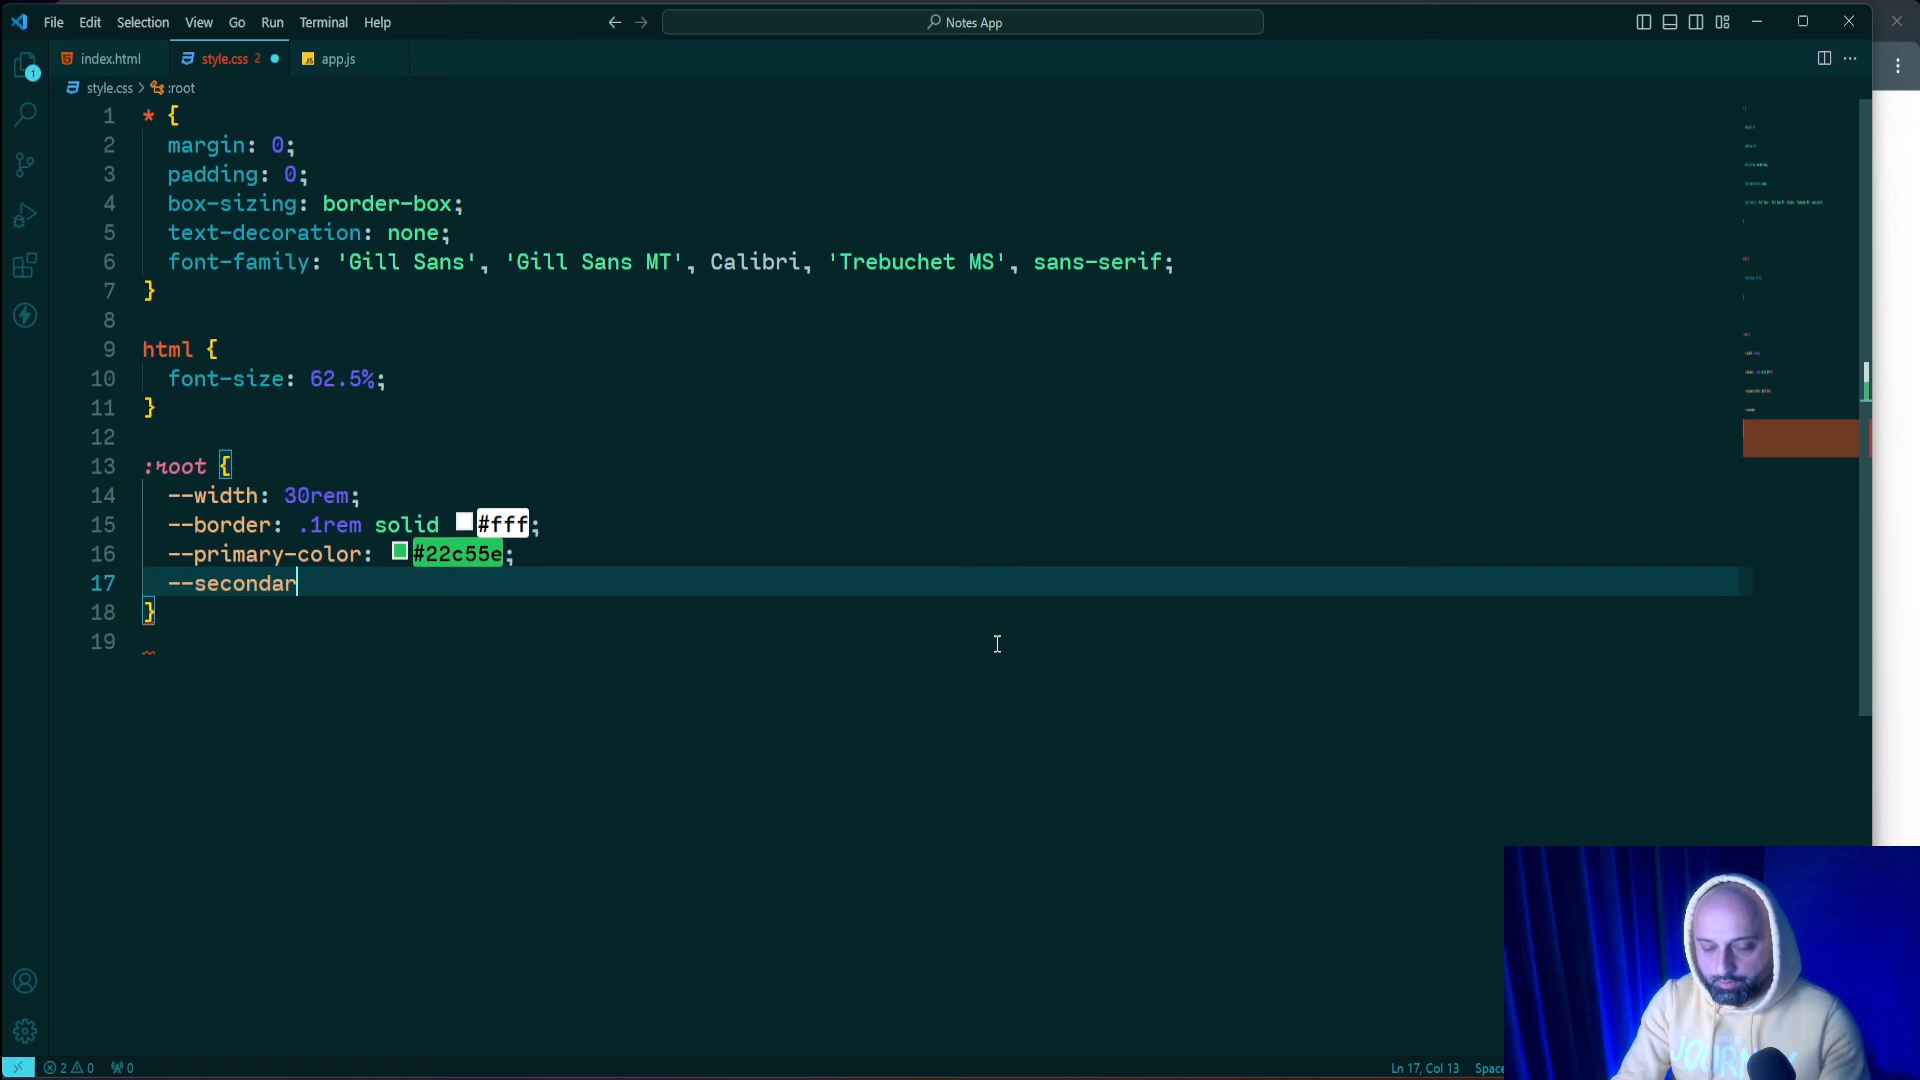 File Edit Selection View Go Run Terminal Help
Notes App
index.html
style.css 2
app.js
style.css > :root
1 * {
2 margin: 0;
3 padding: 0;
4 box-sizing: border-box;
5 text-decoration: none;
6 font-family: 'Gill Sans', 'Gill Sans MT', Calibri, 'Trebuchet MS', sans-serif;
7 }
8
9 html {
10 font-size: 62.5%;
11 }
12
13 :root {
14 --width: 30rem;
15 --border: .1rem solid #fff;
16 --primary-color: #22c55e;
17 --secondar
18 }
19
1
2 0 0
Ln 17, Col 13